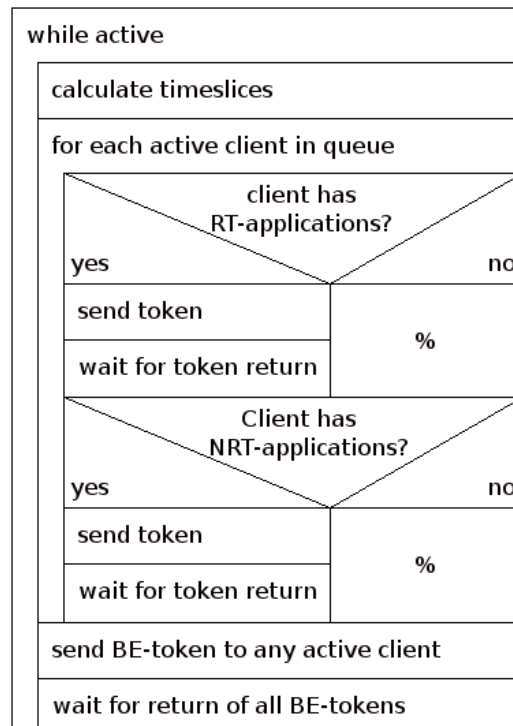 while active
calculate timeslices
for each active client in queue
client has
RT-applications?
yes no
send token
%
wait for token return
Client has
NRT-applications?
yes no
send token
%
wait for token return
send BE-token to any active client
wait for return of all BE-tokens